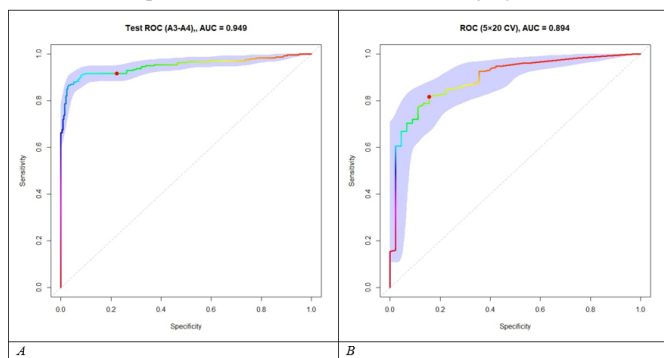 Test ROC (A3-A4),, AUC = 0.949
1.0
0.8
0.6
0.4
0.2
0.0
Sensitivity
0.0 0.2 0.4 0.6 0.8 1.0
Specificity
A
ROC (5×20 CV), AUC = 0.894
1.0
0.8
0.6
0.4
0.2
0.0
Sensitivity
0.0 0.2 0.4 0.6 0.8 1.0
Specificity
B